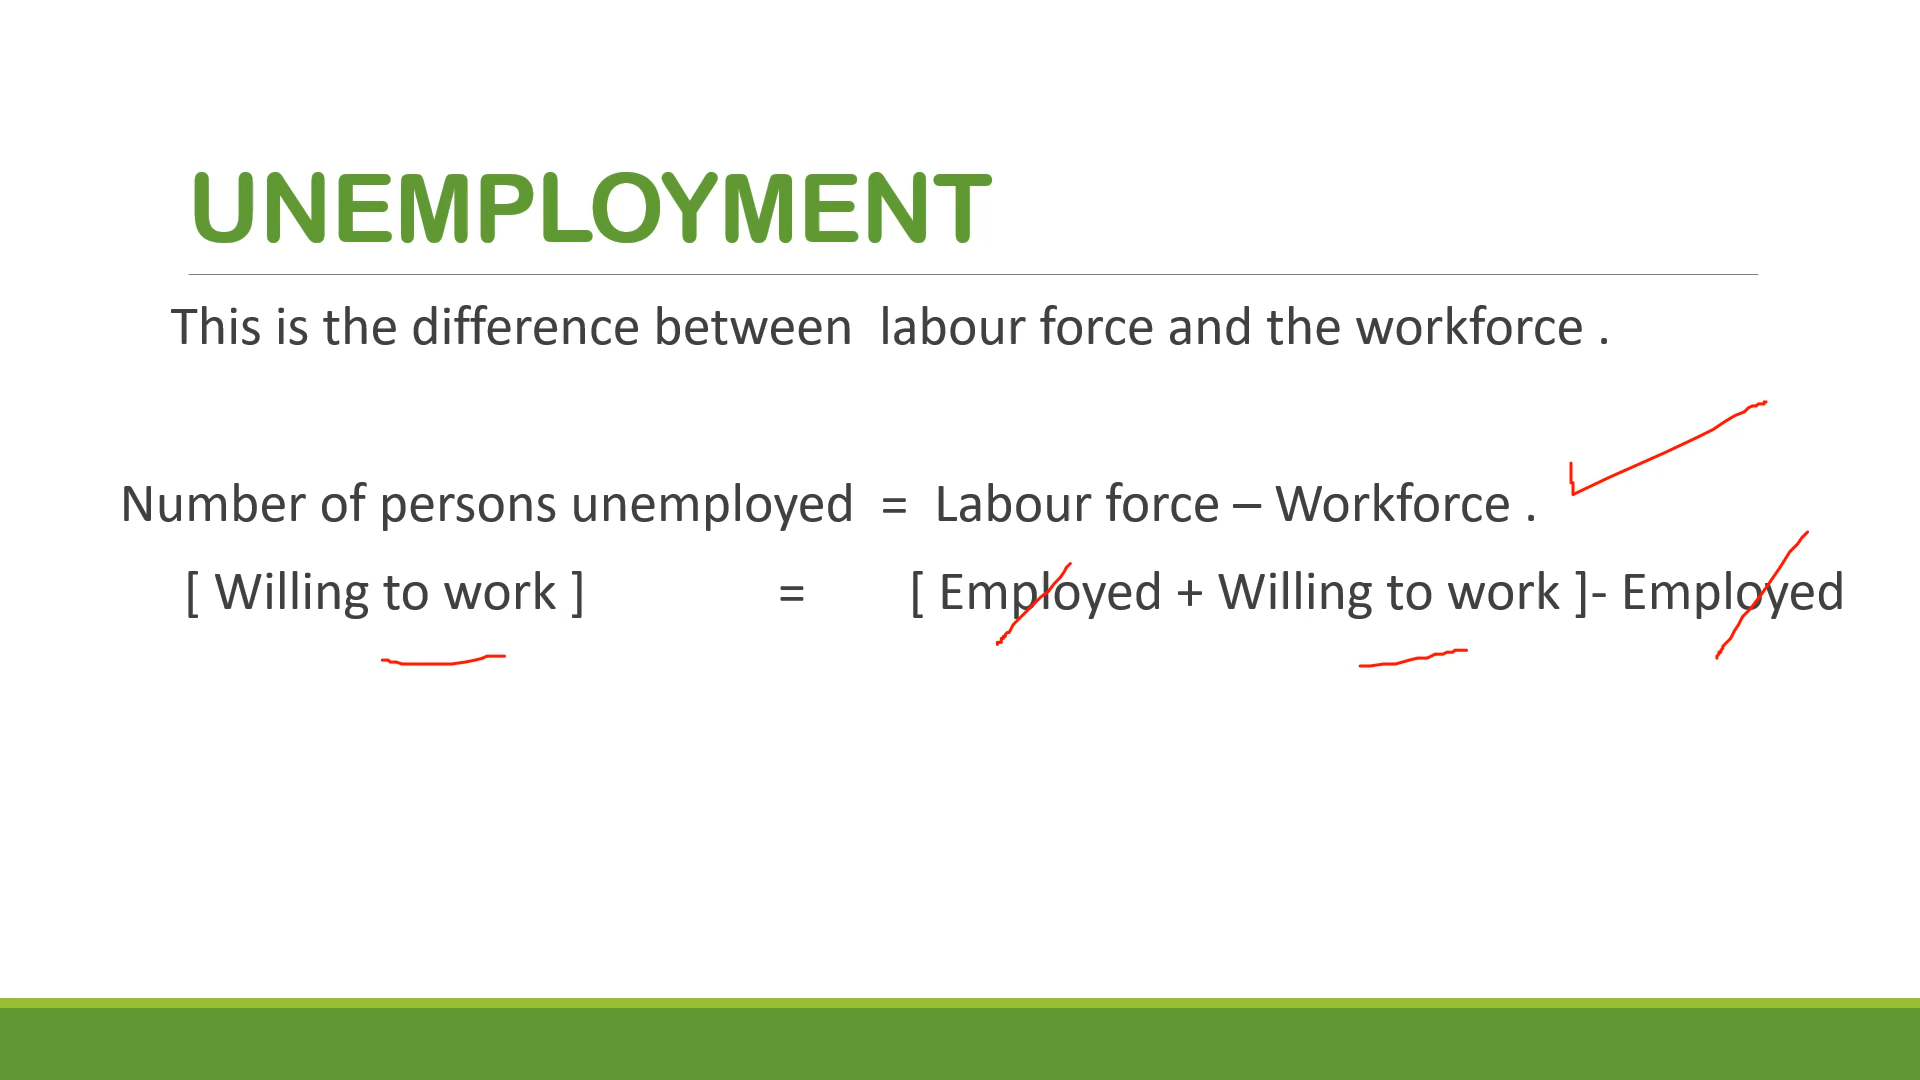 UNEMPLOYMENT
This is the difference between labour force and the workforce .
Number of persons unemployed = Labour force – Workforce .
[ Willing to work ] = [ Employed + Willing to work ]- Employed